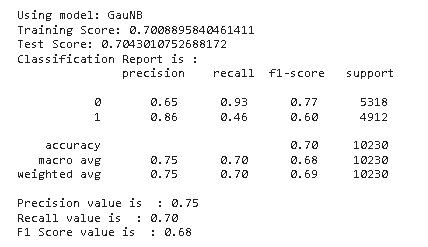 Using model: GauNB
Training Score: 0.7008895840461411
Test Score: 0.7043010752688172
Classification Report is :
precision recall f1-score support
0 0.65 0.93 0.77 5318
1 0.86 0.46 0.60 4912
accuracy 0.70 10230
macro avg 0.75 0.70 0.68 10230
weighted avg 0.75 0.70 0.69 10230
Precision value is : 0.75
Recall value is : 0.70
F1 Score value is : 0.68